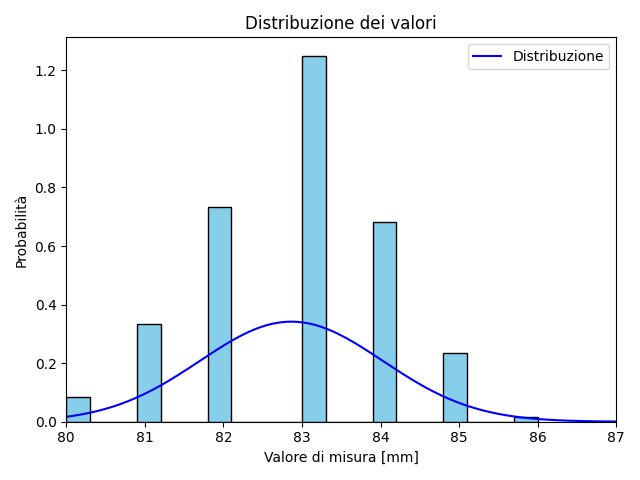 Distribuzione dei valori
Distribuzione
Probabilità
1.2
1.0
0.8
0.6
0.4
0.2
0.0
80 81 82 83 84 85 86 87
Valore di misura [mm]